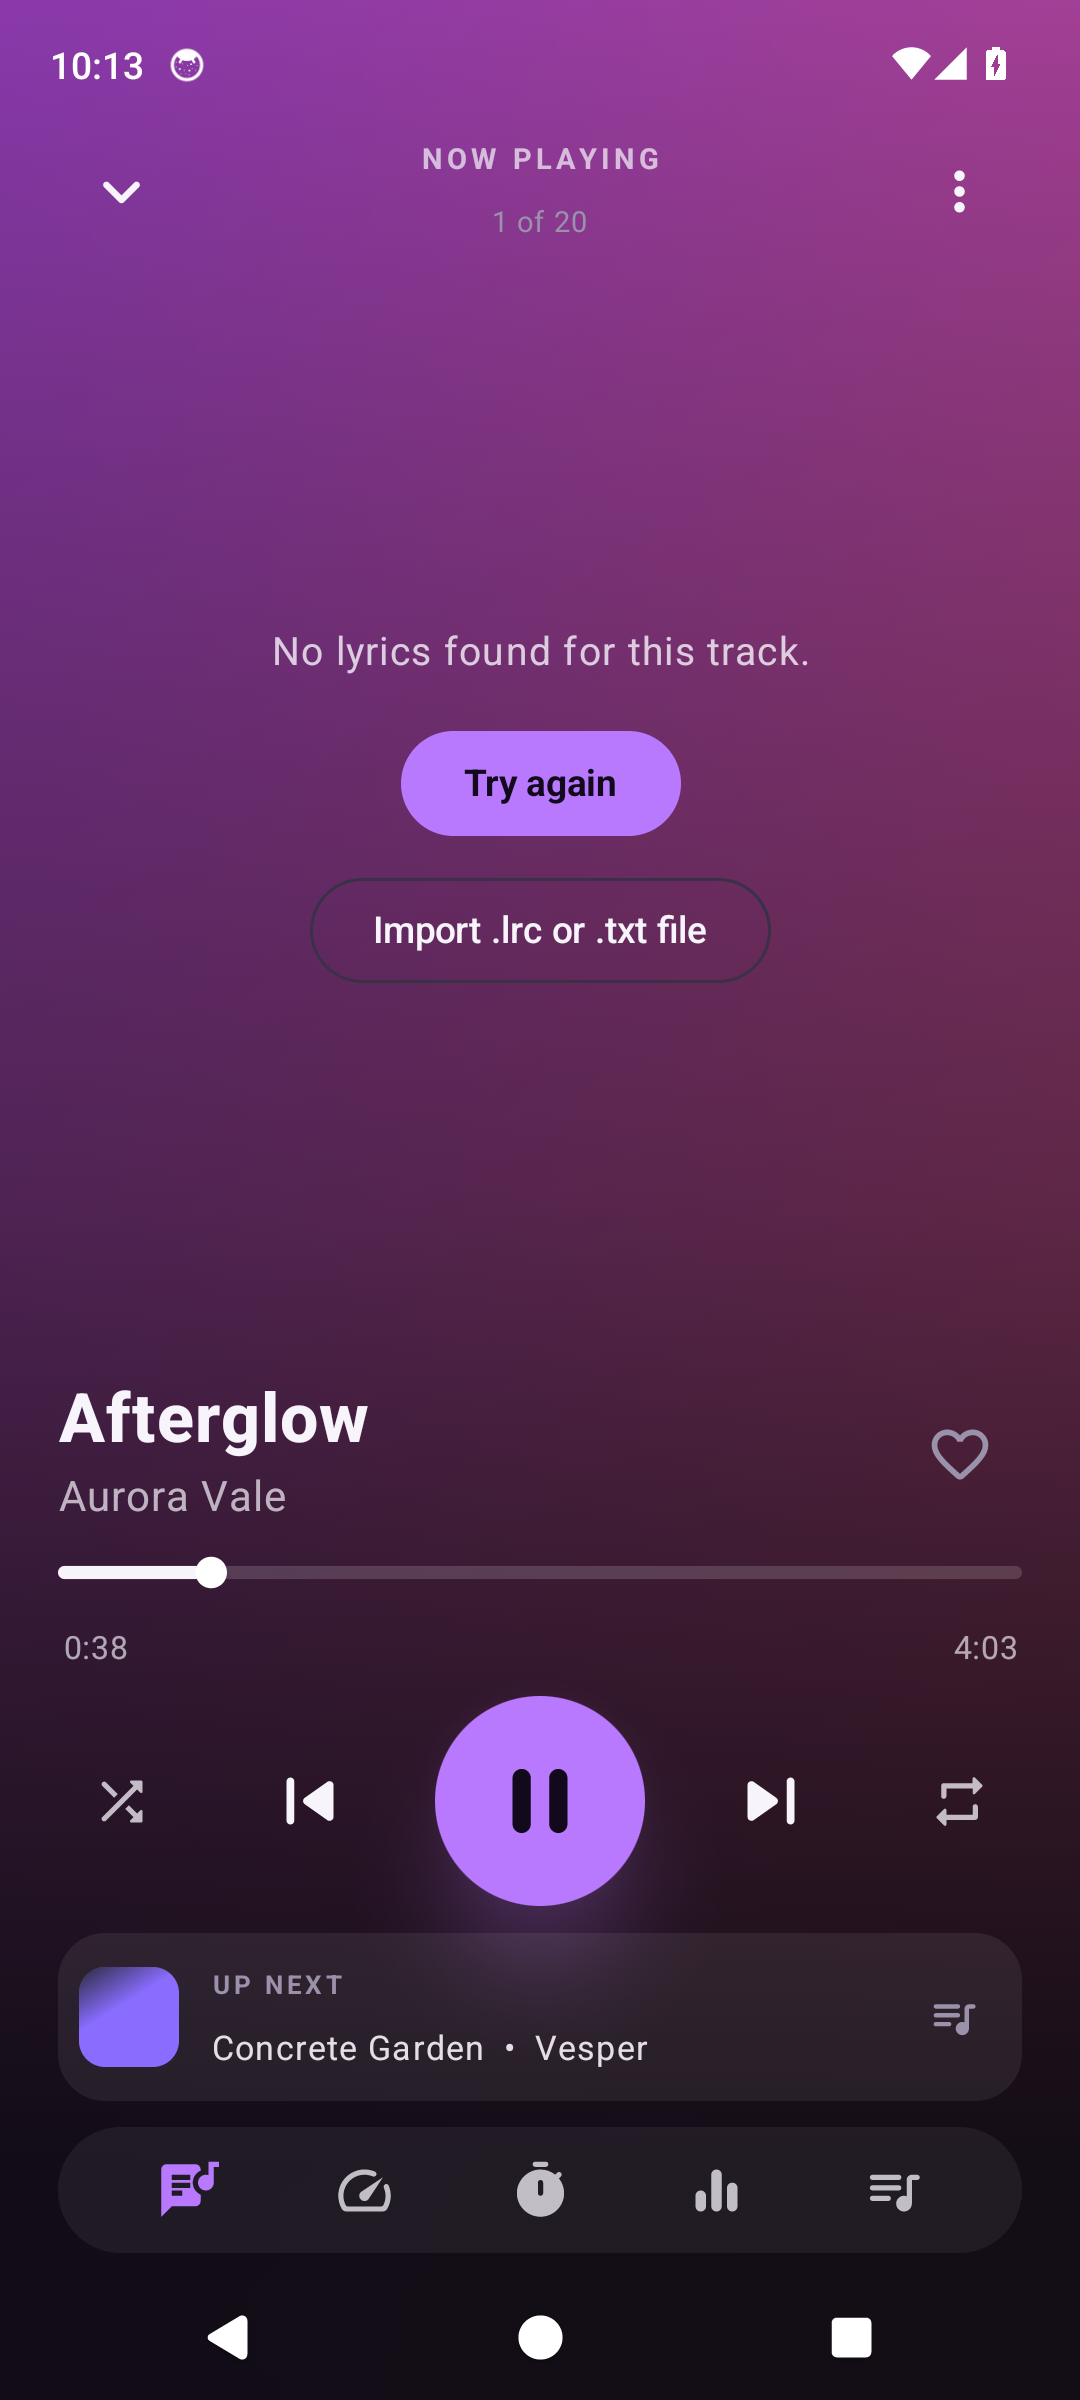 10:13
NOW PLAYING
1 of 20
No lyrics found for this track.
Try again
Import .lrc or .txt file
Afterglow
Aurora Vale
0:38
4:03
UP NEXT
Concrete Garden • Vesper